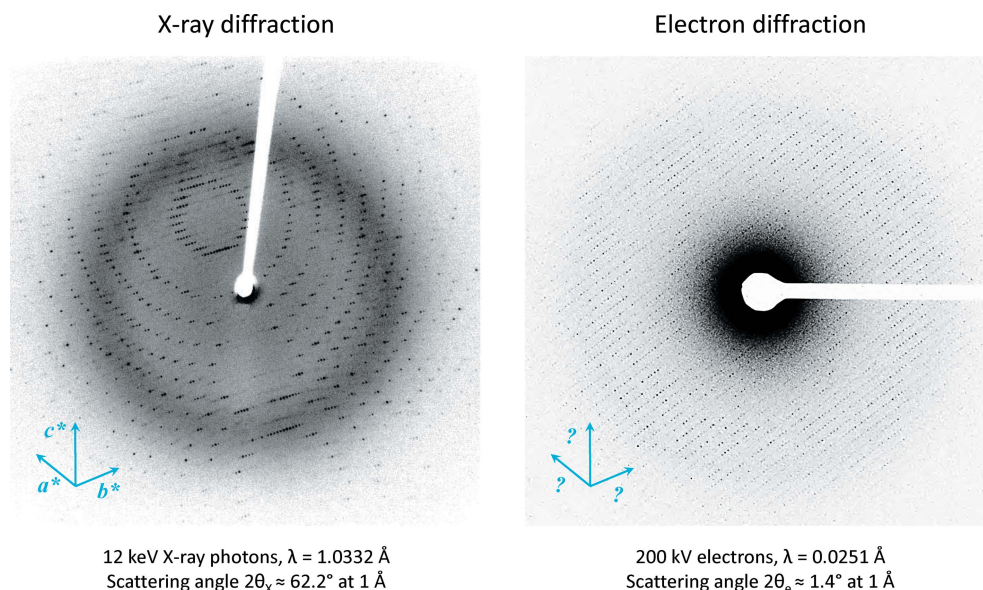 X-ray diffraction
Electron diffraction
c*
a*
b*
?
?
?
12 keV X-ray photons, λ = 1.0332 Å
Scattering angle 2θₓ ≈ 62.2° at 1 Å
200 kV electrons, λ = 0.0251 Å
Scattering angle 2θₑ ≈ 1.4° at 1 Å